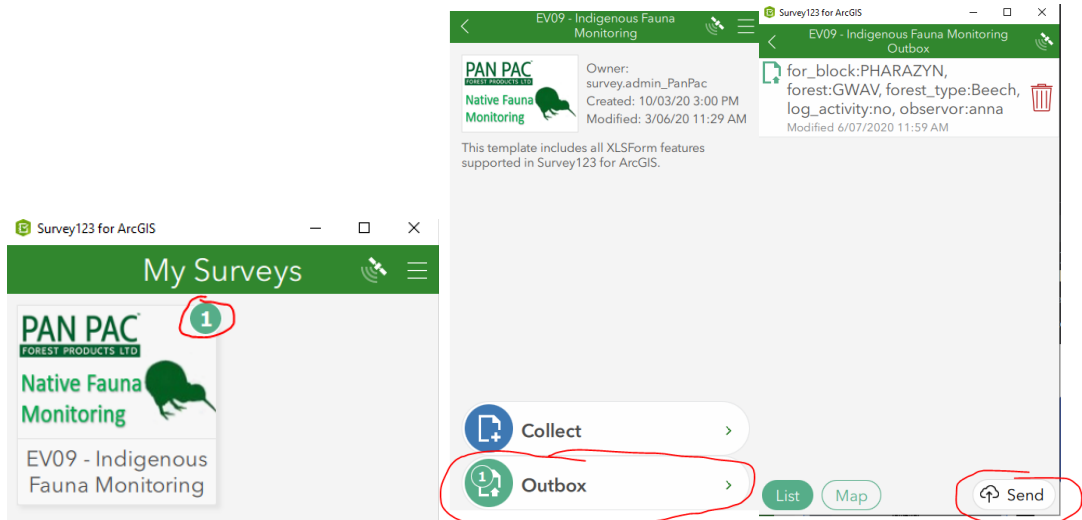 Survey123 for ArcGIS
My Surveys
1
PAN PAC
FOREST PRODUCTS LTD
Native Fauna
Monitoring
EV09 - Indigenous
Fauna Monitoring
EV09 - Indigenous Fauna
Monitoring
PAN PAC
FOREST PRODUCTS LTD
Native Fauna
Monitoring
Owner:
survey.admin_PanPac
Created: 10/03/20 3:00 PM
Modified: 3/06/20 11:29 AM
This template includes all XLSForm features
supported in Survey123 for ArcGIS.
Collect
1
Outbox
Survey123 for ArcGIS
EV09 - Indigenous Fauna Monitoring
Outbox
for_block:PHARAZYN,
forest:GWAV, forest_type:Beech,
log_activity:no, observor:anna
Modified 6/07/2020 11:59 AM
List
Map
Send